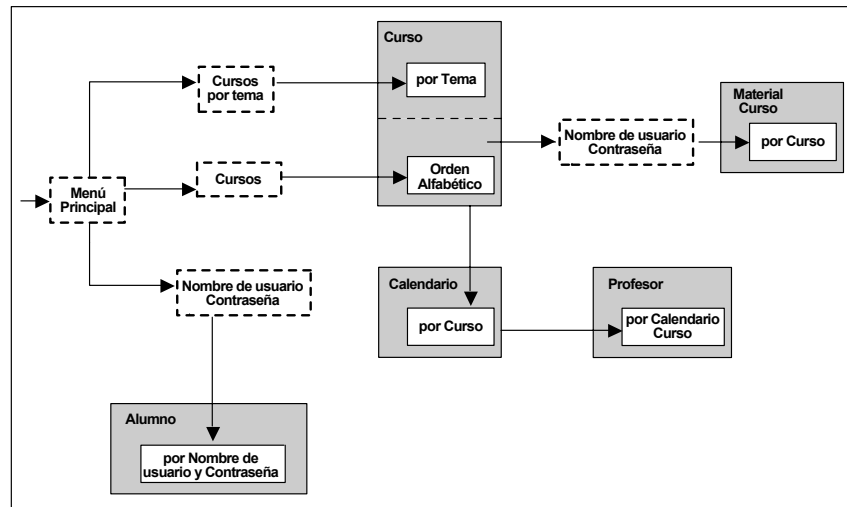 Curso
Cursos
por tema
por Tema
Material
Curso
Nombre de usuario
Contraseña
por Curso
Menú
Principal
Cursos
Orden
Alfabético
Nombre de usuario
Contraseña
Calendario
por Curso
Profesor
por Calendario
Curso
Alumno
por Nombre de
usuario y Contraseña